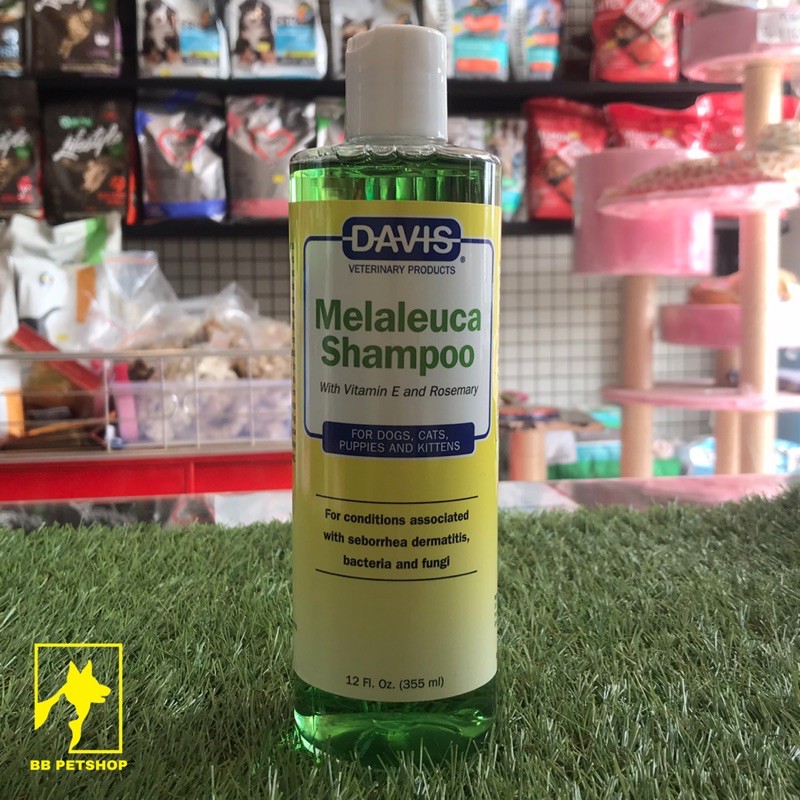 DAVIS
VETERINARY PRODUCTS
Melaleuca
Shampoo
With Vitamin E and Rosemary
FOR DOGS, CATS,
PUPPIES AND KITTENS
For conditions associated
with seborrhea dermatitis,
bacteria and fungi
12 Fl. Oz. (355 ml)
BB PETSHOP
Lifestyle